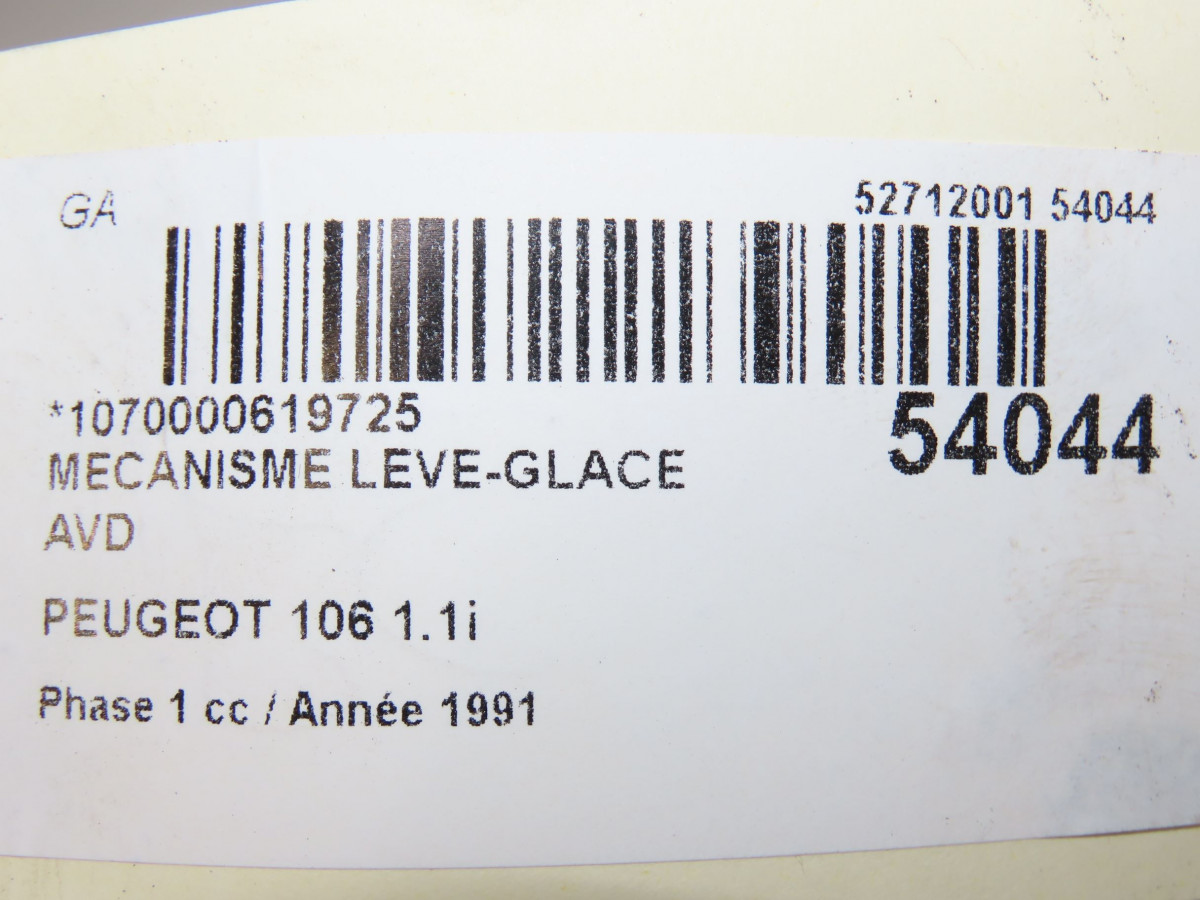 GA
52712001 54044
*1070000619725
54044
MECANISME LEVE-GLACE
AVD
PEUGEOT 106 1.1i
Phase 1 cc / Année 1991